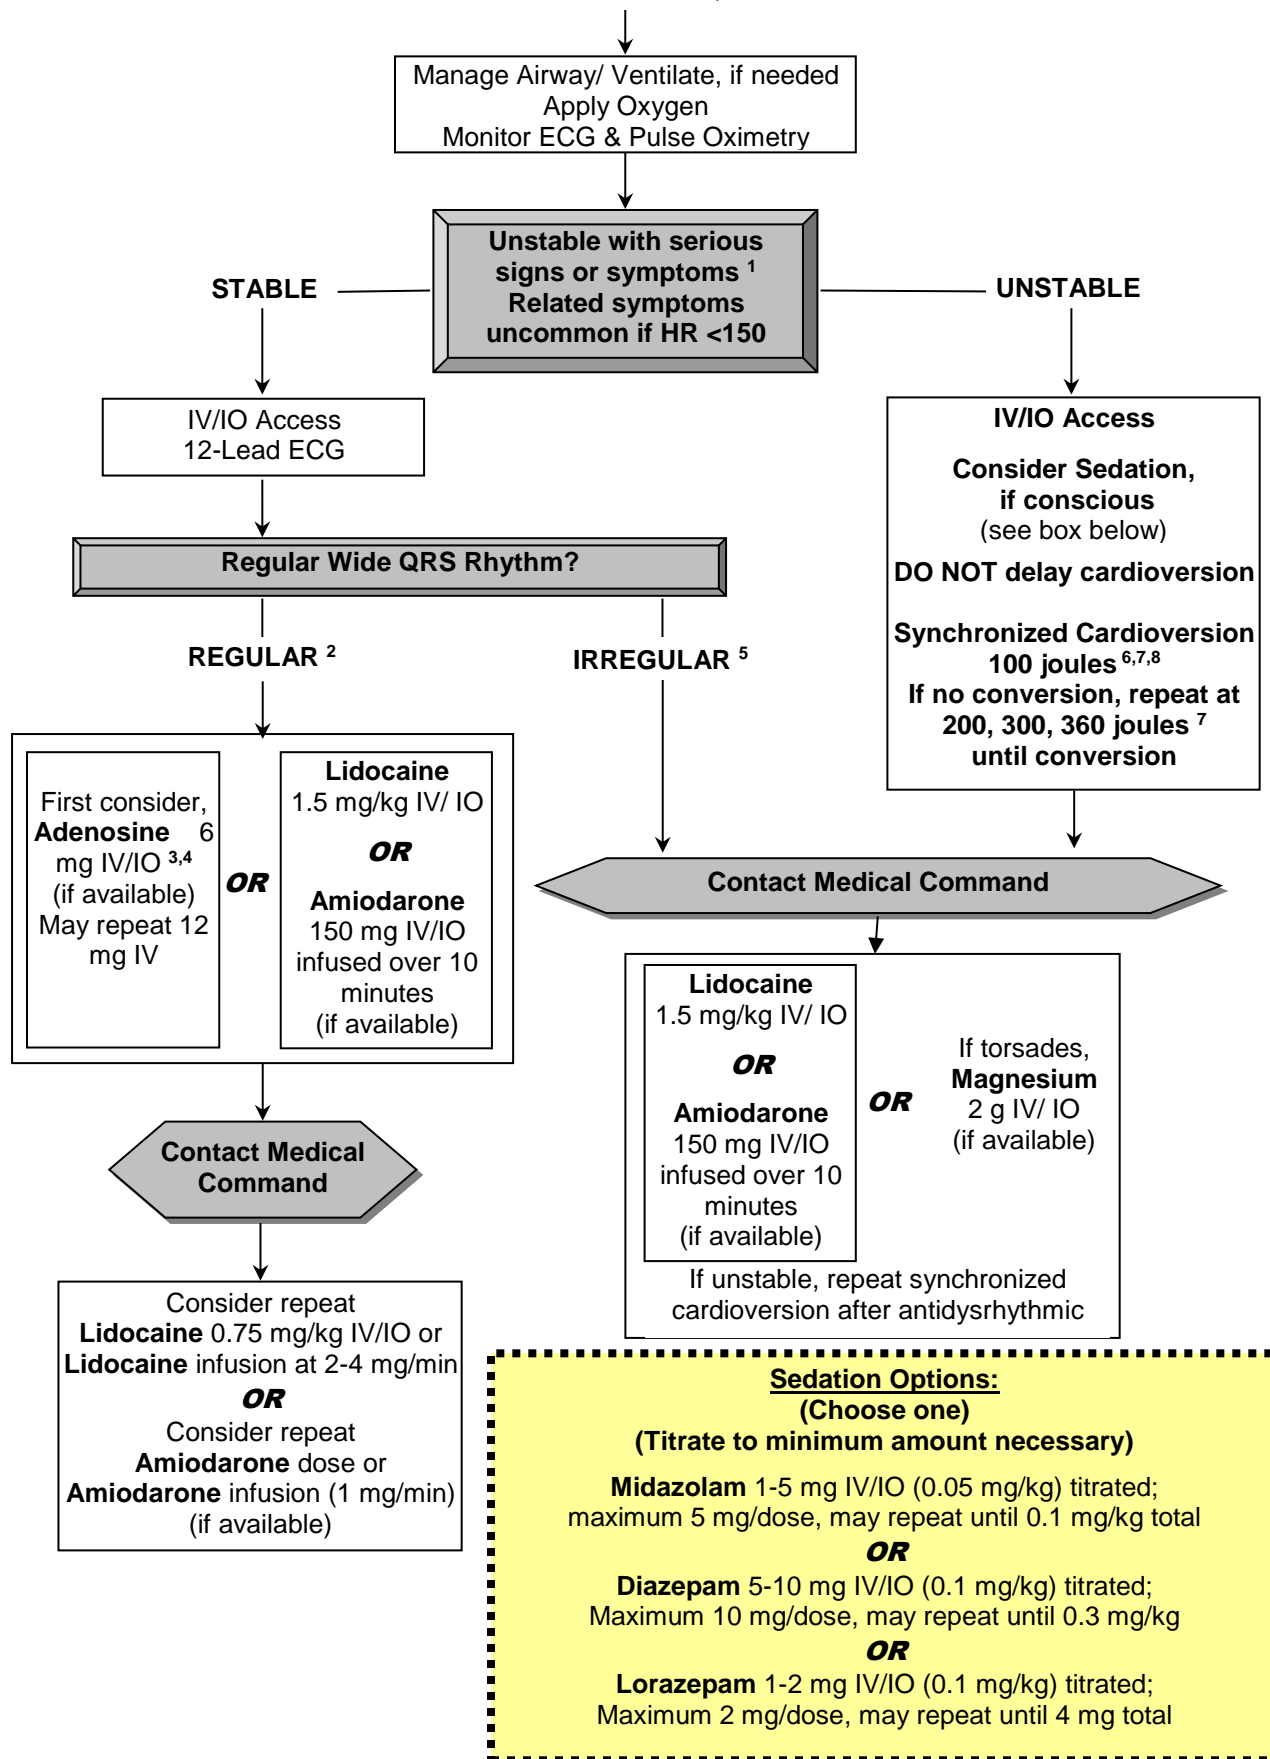 Manage Airway/ Ventilate, if needed
Apply Oxygen
Monitor ECG & Pulse Oximetry
Unstable with serious
signs or symptoms 1
Related symptoms
uncommon if HR <150
STABLE
UNSTABLE
IV/IO Access
12-Lead ECG
IV/IO Access
Consider Sedation,
if conscious
(see box below)
DO NOT delay cardioversion
Synchronized Cardioversion
100 joules 6,7,8
If no conversion, repeat at
200, 300, 360 joules 7
until conversion
Regular Wide QRS Rhythm?
REGULAR 2
IRREGULAR 5
First consider,
Adenosine 6
mg IV/IO 3,4
(if available)
May repeat 12
mg IV
OR
Lidocaine
1.5 mg/kg IV/ IO
OR
Amiodarone
150 mg IV/IO
infused over 10
minutes
(if available)
Contact Medical Command
Lidocaine
1.5 mg/kg IV/ IO
OR
Amiodarone
150 mg IV/IO
infused over 10
minutes
(if available)
OR
If torsades,
Magnesium
2 g IV/ IO
(if available)
If unstable, repeat synchronized
cardioversion after antidysrhythmic
Contact Medical
Command
Consider repeat
Lidocaine 0.75 mg/kg IV/IO or
Lidocaine infusion at 2-4 mg/min
OR
Consider repeat
Amiodarone dose or
Amiodarone infusion (1 mg/min)
(if available)
Sedation Options:
(Choose one)
(Titrate to minimum amount necessary)
Midazolam 1-5 mg IV/IO (0.05 mg/kg) titrated;
maximum 5 mg/dose, may repeat until 0.1 mg/kg total
OR
Diazepam 5-10 mg IV/IO (0.1 mg/kg) titrated;
Maximum 10 mg/dose, may repeat until 0.3 mg/kg
OR
Lorazepam 1-2 mg IV/IO (0.1 mg/kg) titrated;
Maximum 2 mg/dose, may repeat until 4 mg total